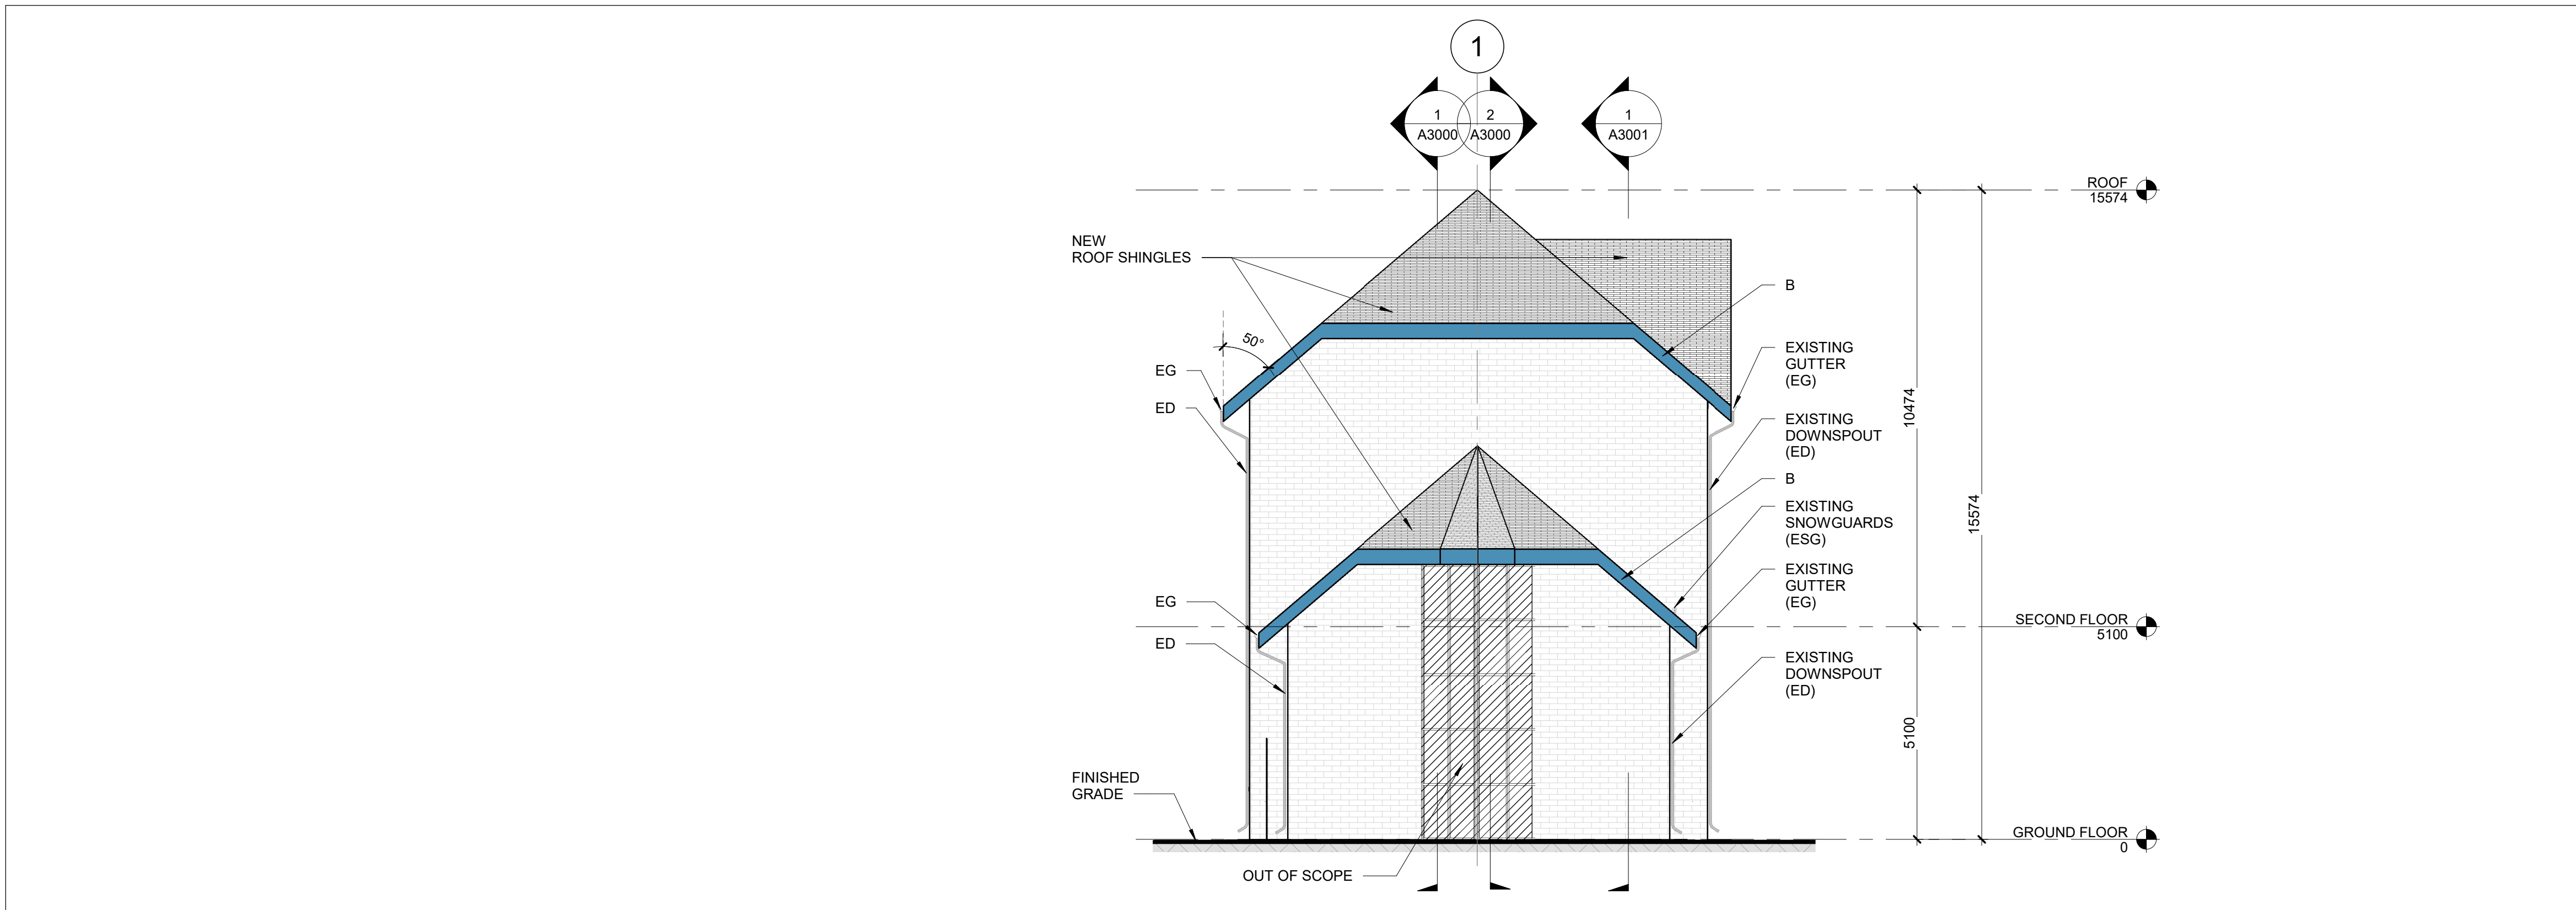 1
1
A3000
2
A3000
1
A3001
ROOF
15574
NEW
ROOF SHINGLES
B
50°
EXISTING
GUTTER
(EG)
EG
ED
EXISTING
DOWNSPOUT
(ED)
10474
B
EXISTING
SNOWGUARDS
(ESG)
15574
EXISTING
GUTTER
(EG)
EG
SECOND FLOOR
5100
ED
EXISTING
DOWNSPOUT
(ED)
5100
FINISHED
GRADE
GROUND FLOOR
0
OUT OF SCOPE